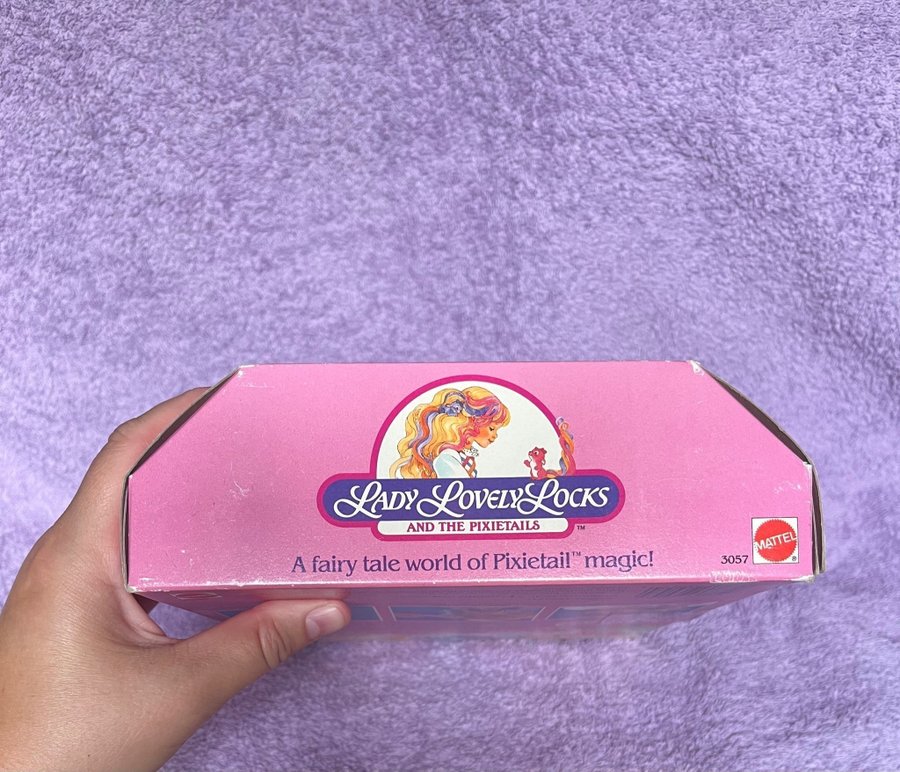 LADY LOVELY LOCKS
AND THE PIXIETAILS ™
A fairy tale world of Pixietail™ magic!
3057 MATTEL ®